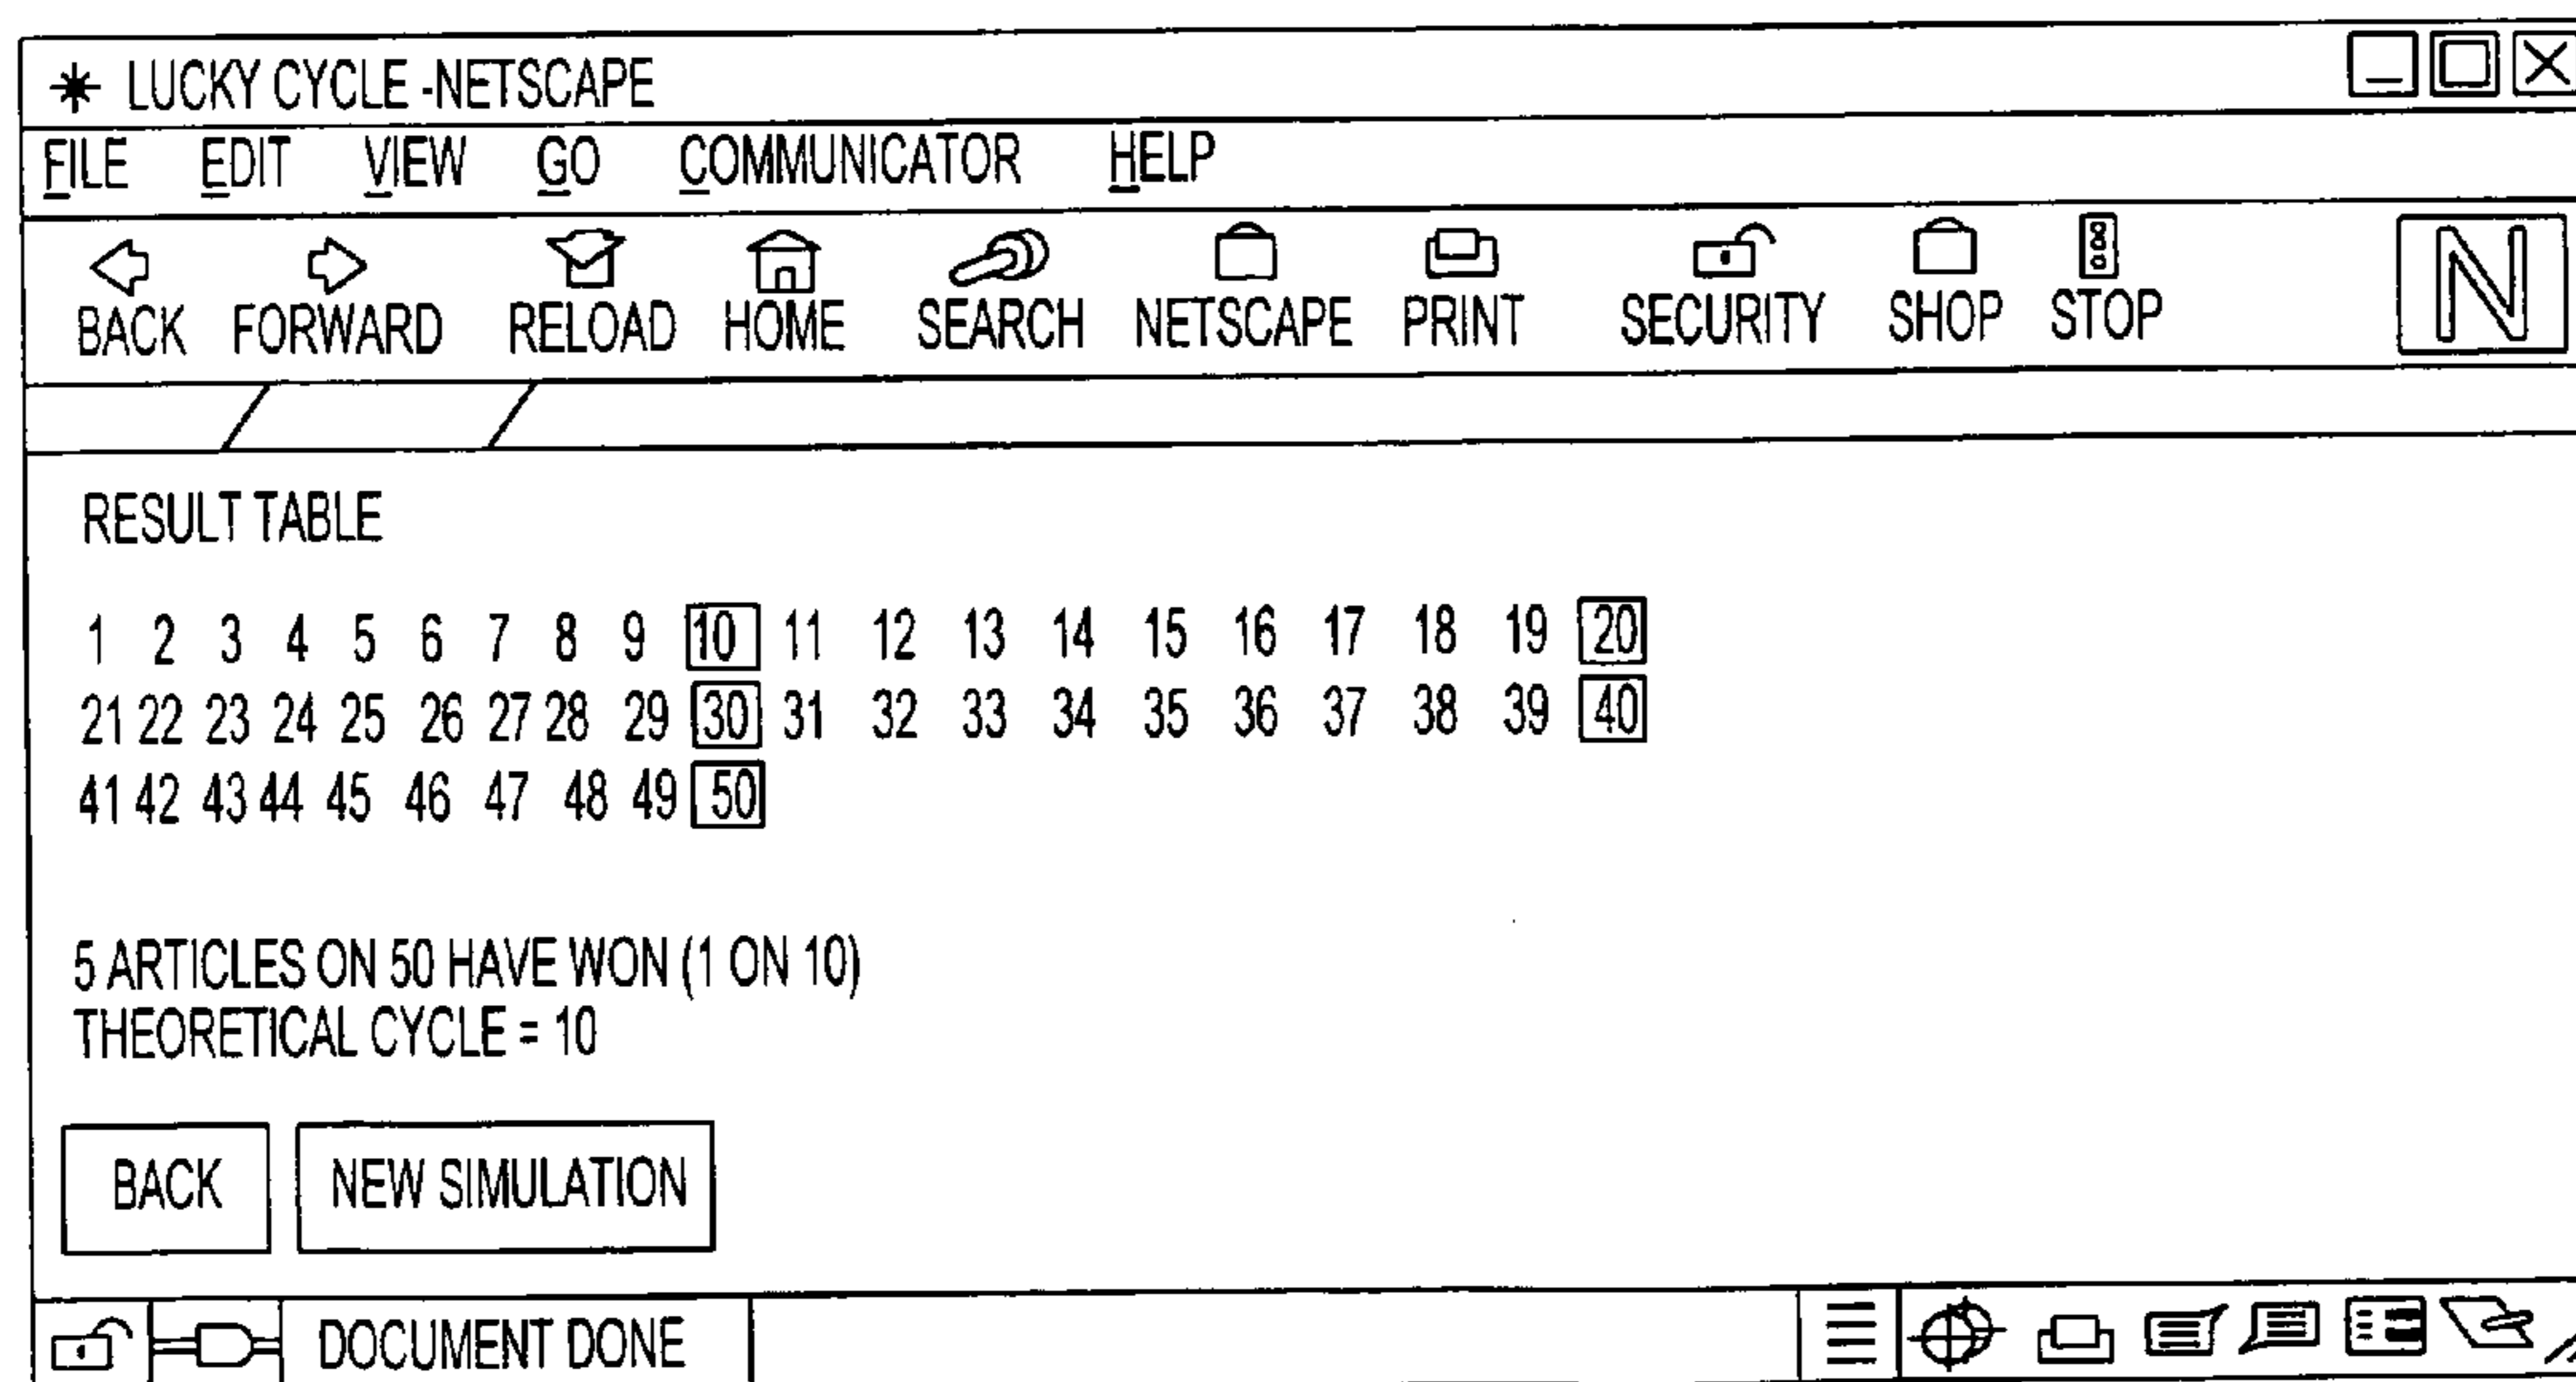 LUCKY CYCLE -NETSCAPE
FILE EDIT VIEW GO COMMUNICATOR HELP
BACK FORWARD RELOAD HOME SEARCH NETSCAPE PRINT SECURITY SHOP STOP N
RESULT TABLE
1 2 3 4 5 6 7 8 9 10 11 12 13 14 15 16 17 18 19 20
21 22 23 24 25 26 27 28 29 30 31 32 33 34 35 36 37 38 39 40
41 42 43 44 45 46 47 48 49 50
5 ARTICLES ON 50 HAVE WON (1 ON 10)
THEORETICAL CYCLE = 10
BACK NEW SIMULATION
DOCUMENT DONE